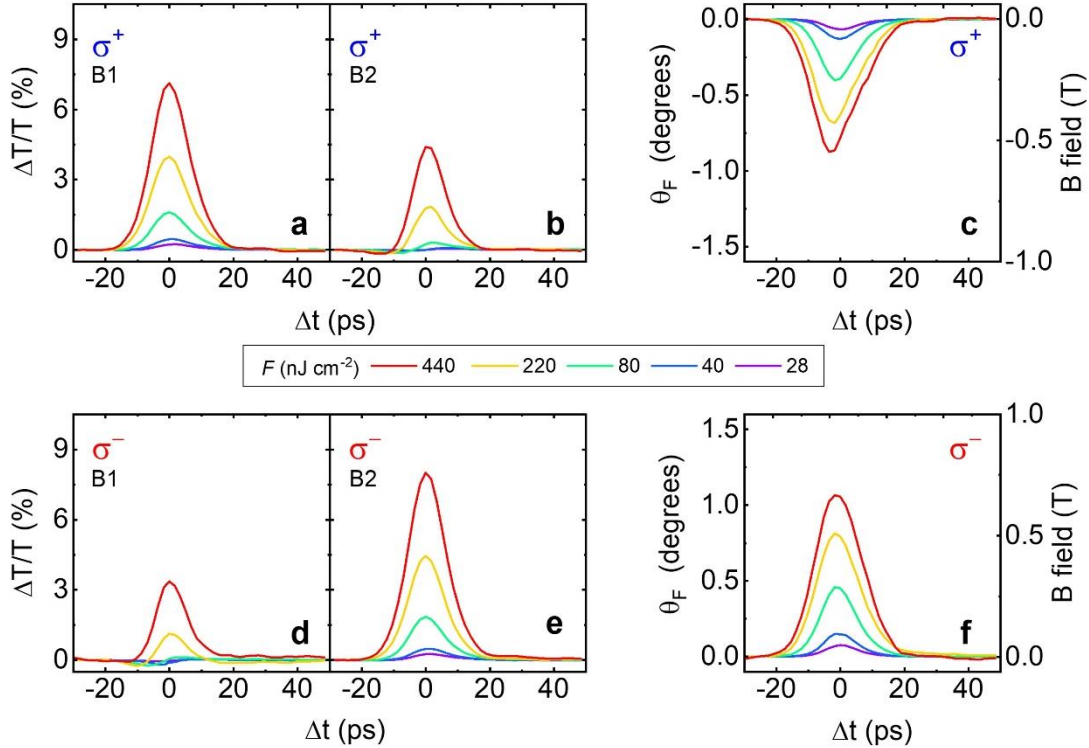 9
6
3
0
ΔT/T (%)
σ⁺
B1
a
-20 0 20 40
σ⁺
B2
b
-20 0 20 40
Δt (ps)
0.0
-0.5
-1.0
-1.5
θF (degrees)
σ⁺
c
0.0
-0.5
-1.0
B field (T)
-20 0 20 40
Δt (ps)
F (nJ cm⁻²) 440 220 80 40 28
9
6
3
0
ΔT/T (%)
σ⁻
B1
d
-20 0 20 40
σ⁻
B2
e
-20 0 20 40
Δt (ps)
1.5
1.0
0.5
0.0
θF (degrees)
σ⁻
f
1.0
0.5
0.0
B field (T)
-20 0 20 40
Δt (ps)